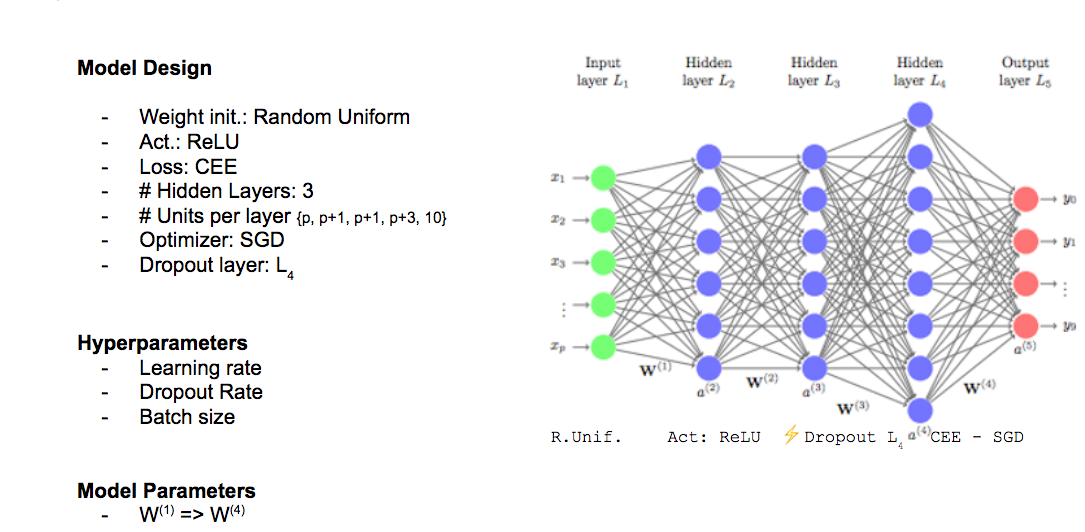 Model Design
- Weight init.: Random Uniform
- Act.: ReLU
- Loss: CEE
- # Hidden Layers: 3
- # Units per layer {p, p+1, p+1, p+3, 10}
- Optimizer: SGD
- Dropout layer: L₄
Hyperparameters
- Learning rate
- Dropout Rate
- Batch size
Model Parameters
- W⁽¹⁾ => W⁽⁴⁾
Input layer L₁
Hidden layer L₂
Hidden layer L₃
Hidden layer L₄
Output layer L₅
x₁
x₂
x₃
⋮
xₚ
y₀
y₁
⋮
y₉
W⁽¹⁾
a⁽²⁾
W⁽²⁾
a⁽³⁾
W⁽³⁾
a⁽⁴⁾
W⁽⁴⁾
a⁽⁵⁾
R.Unif. Act: ReLU ⚡Dropout L₄ CEE - SGD